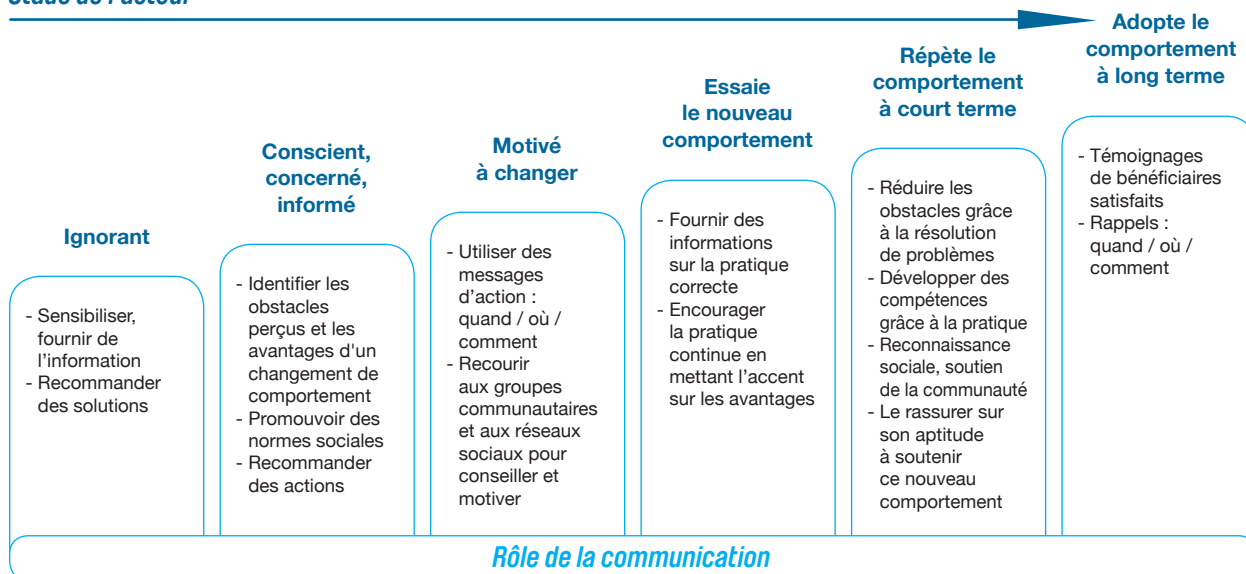 Stade de l'acteur
Ignorant
- Sensibiliser,
fournir de
l'information
- Recommander
des solutions
Conscient,
concerné,
informé
- Identifier les
obstacles
perçus et les
avantages d'un
changement de
comportement
- Promouvoir des
normes sociales
- Recommander
des actions
Motivé
à changer
- Utiliser des
messages
d'action :
quand / où /
comment
- Recourir
aux groupes
communautaires
et aux réseaux
sociaux pour
conseiller et
motiver
Essaie
le nouveau
comportement
- Fournir des
informations
sur la pratique
correcte
- Encourager
la pratique
continue en
mettant l'accent
sur les avantages
Répète le
comportement
à court terme
- Réduire les
obstacles grâce
à la résolution
de problèmes
- Développer des
compétences
grâce à la pratique
- Reconnaissance
sociale, soutien
de la communauté
- Le rassurer sur
son aptitude
à soutenir
ce nouveau
comportement
Adopte le
comportement
à long terme
- Témoignages
de bénéficiaires
satisfaits
- Rappels :
quand / où /
comment
Rôle de la communication